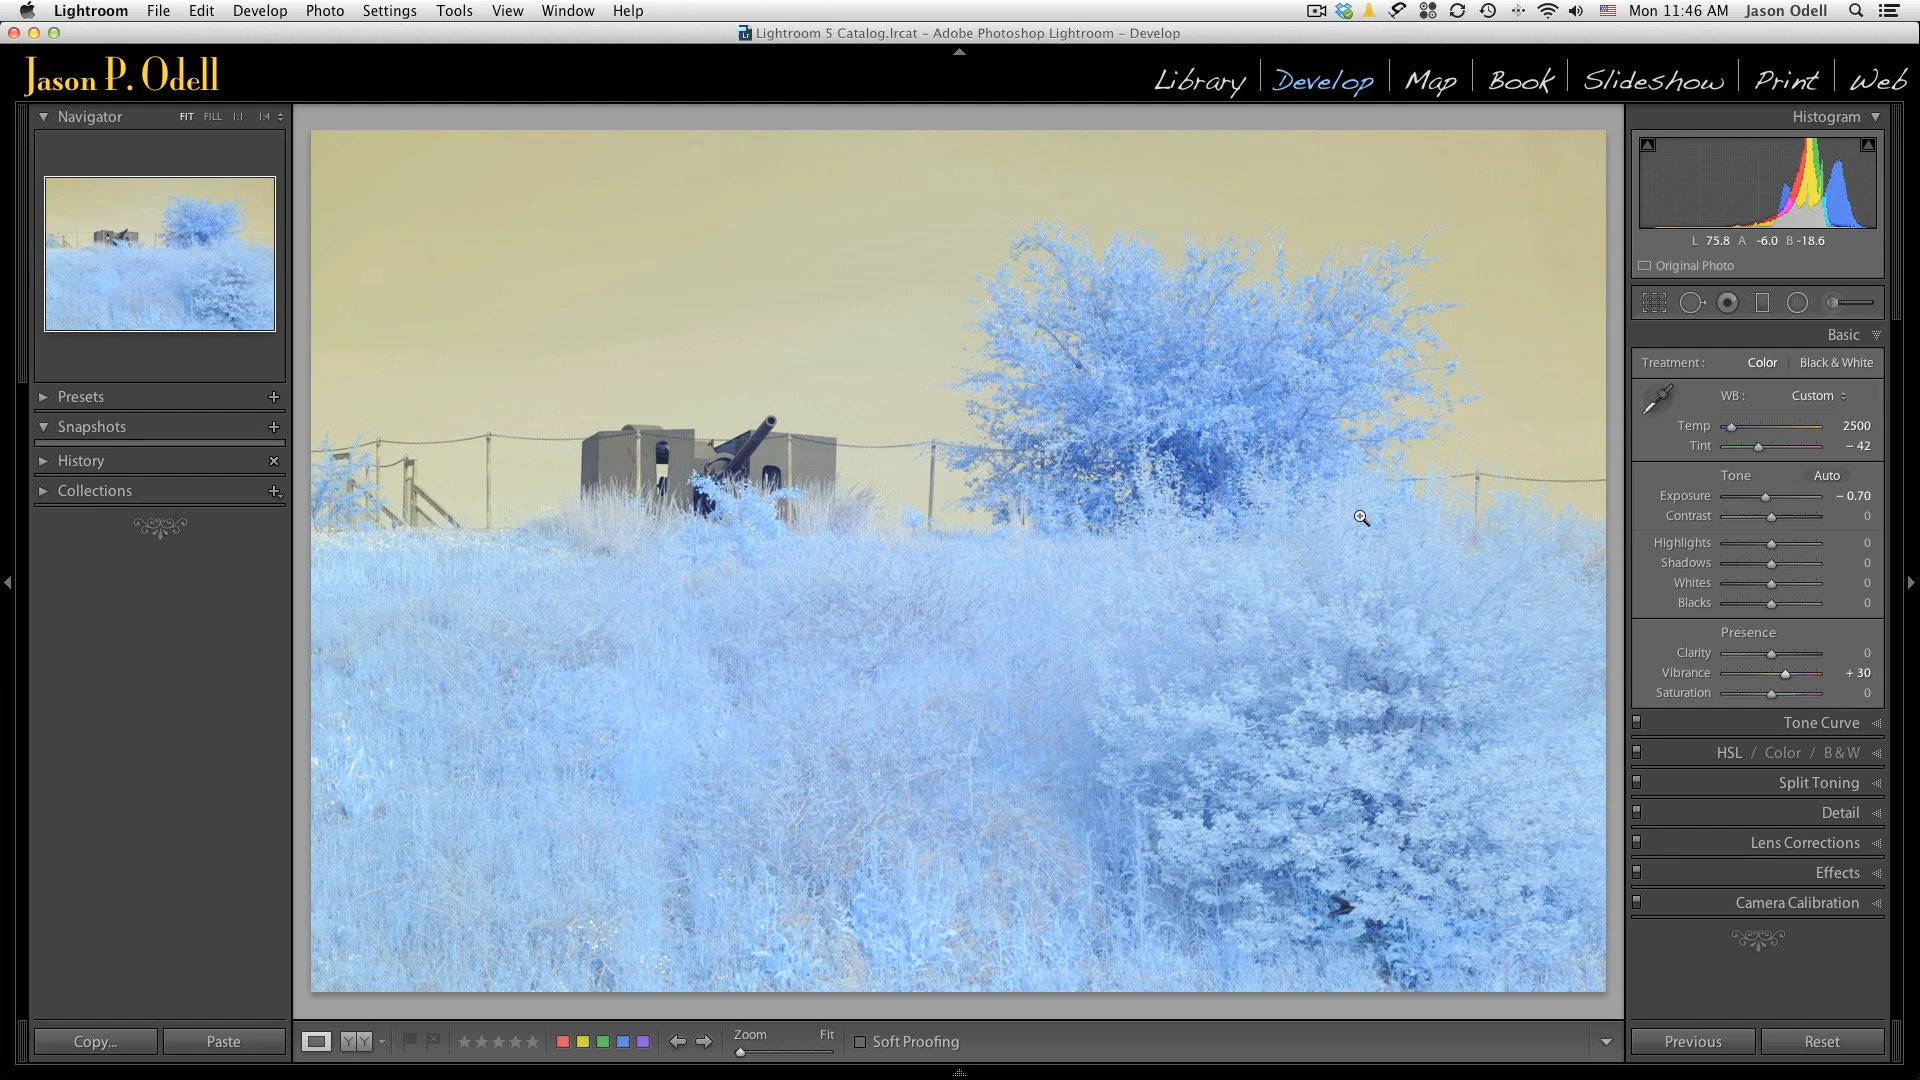 Lightroom File Edit Develop Photo Settings Tools View Window Help Mon 11:46 AM Jason Odell
Lightroom 5 Catalog.lrcat – Adobe Photoshop Lightroom – Develop
Jason P. Odell
Library Develop Map Book Slideshow Print Web
Navigator FIT FILL 1:1 1:4
Presets
Snapshots
History
Collections
Copy... Paste
YY Zoom Fit Soft Proofing
Histogram
L 75.8 A -6.0 B -18.6
Original Photo
Basic
Treatment : Color Black & White
WB : Custom
Temp 2500
Tint – 42
Tone Auto
Exposure – 0.70
Contrast 0
Highlights 0
Shadows 0
Whites 0
Blacks 0
Presence
Clarity 0
Vibrance + 30
Saturation 0
Tone Curve
HSL / Color / B & W
Split Toning
Detail
Lens Corrections
Effects
Camera Calibration
Previous Reset